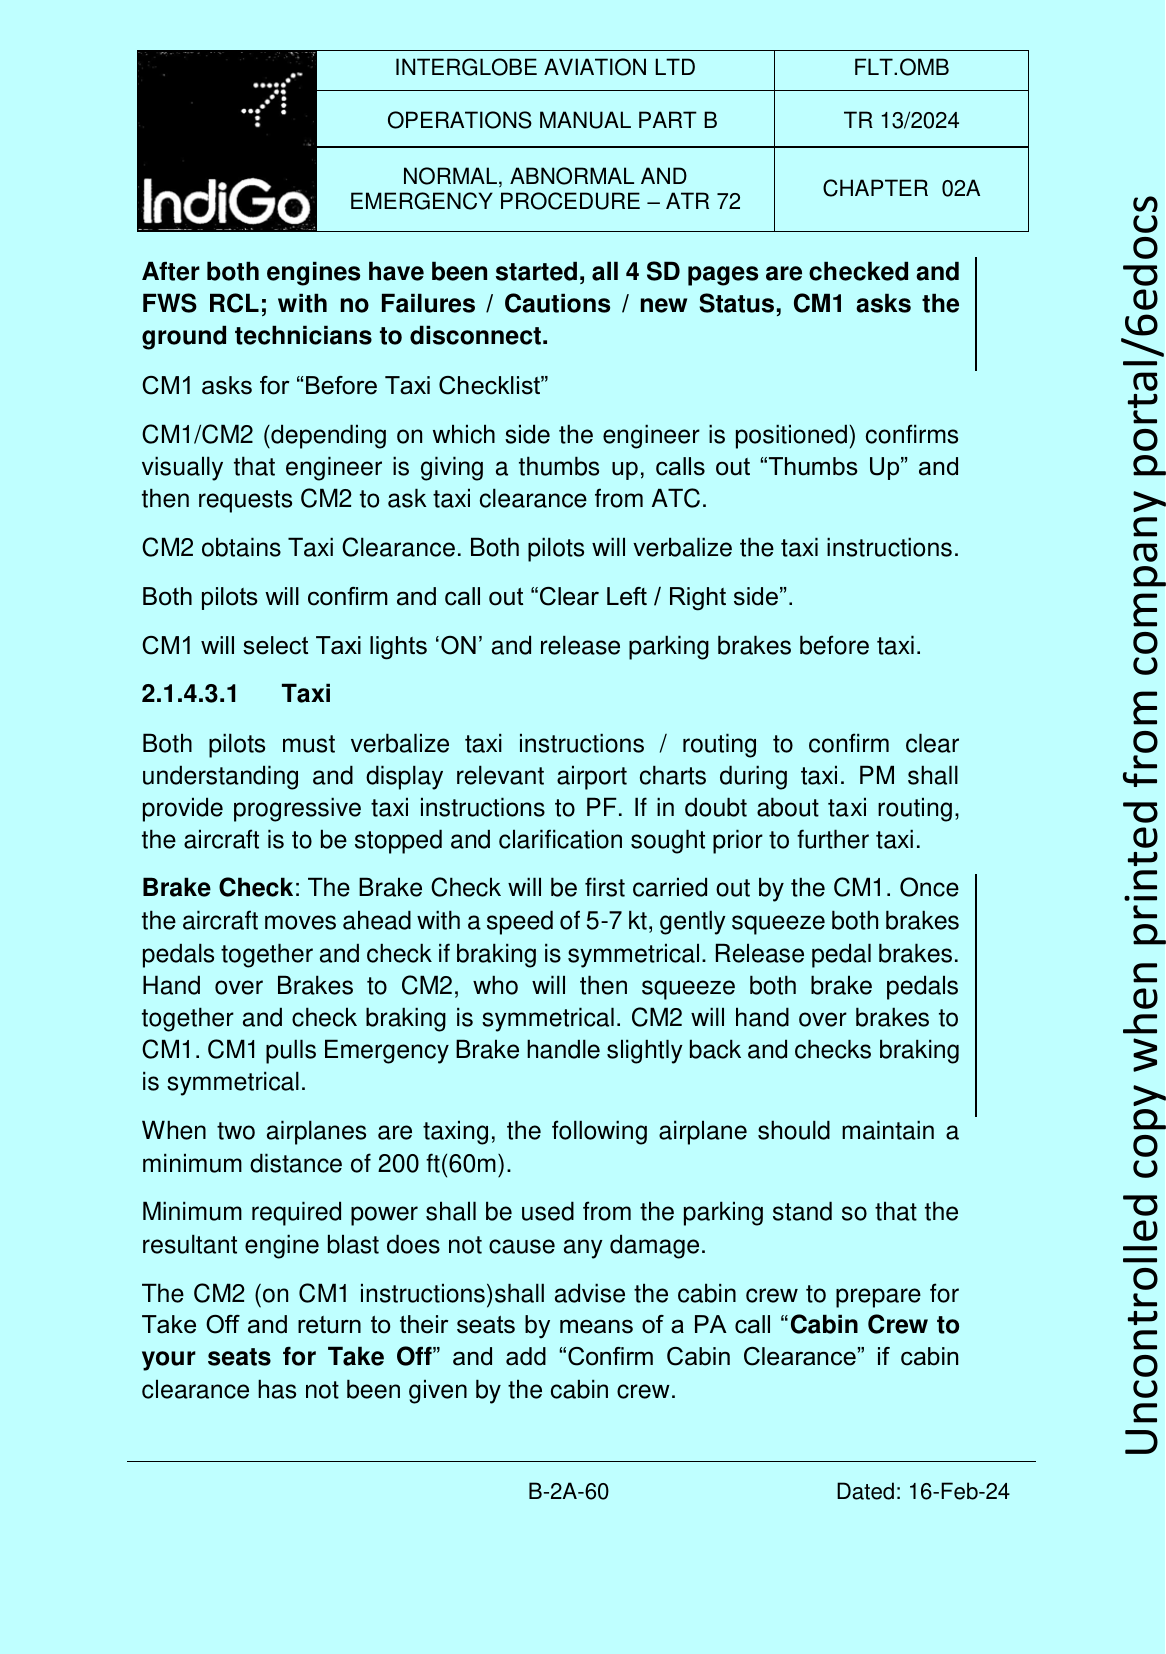 IndiGo
INTERGLOBE AVIATION LTD
FLT.OMB
OPERATIONS MANUAL PART B
TR 13/2024
NORMAL, ABNORMAL AND
EMERGENCY PROCEDURE – ATR 72
CHAPTER 02A
After both engines have been started, all 4 SD pages are checked and
FWS RCL; with no Failures / Cautions / new Status, CM1 asks the
ground technicians to disconnect.
CM1 asks for “Before Taxi Checklist”
CM1/CM2 (depending on which side the engineer is positioned) confirms
visually that engineer is giving a thumbs up, calls out “Thumbs Up” and
then requests CM2 to ask taxi clearance from ATC.
CM2 obtains Taxi Clearance. Both pilots will verbalize the taxi instructions.
Both pilots will confirm and call out “Clear Left / Right side”.
CM1 will select Taxi lights ‘ON’ and release parking brakes before taxi.
2.1.4.3.1 Taxi
Both pilots must verbalize taxi instructions / routing to confirm clear
understanding and display relevant airport charts during taxi. PM shall
provide progressive taxi instructions to PF. If in doubt about taxi routing,
the aircraft is to be stopped and clarification sought prior to further taxi.
Brake Check: The Brake Check will be first carried out by the CM1. Once
the aircraft moves ahead with a speed of 5-7 kt, gently squeeze both brakes
pedals together and check if braking is symmetrical. Release pedal brakes.
Hand over Brakes to CM2, who will then squeeze both brake pedals
together and check braking is symmetrical. CM2 will hand over brakes to
CM1. CM1 pulls Emergency Brake handle slightly back and checks braking
is symmetrical.
When two airplanes are taxing, the following airplane should maintain a
minimum distance of 200 ft(60m).
Minimum required power shall be used from the parking stand so that the
resultant engine blast does not cause any damage.
The CM2 (on CM1 instructions)shall advise the cabin crew to prepare for
Take Off and return to their seats by means of a PA call “Cabin Crew to
your seats for Take Off” and add “Confirm Cabin Clearance” if cabin
clearance has not been given by the cabin crew.
B-2A-60
Dated: 16-Feb-24
Uncontrolled copy when printed from company portal/6edocs